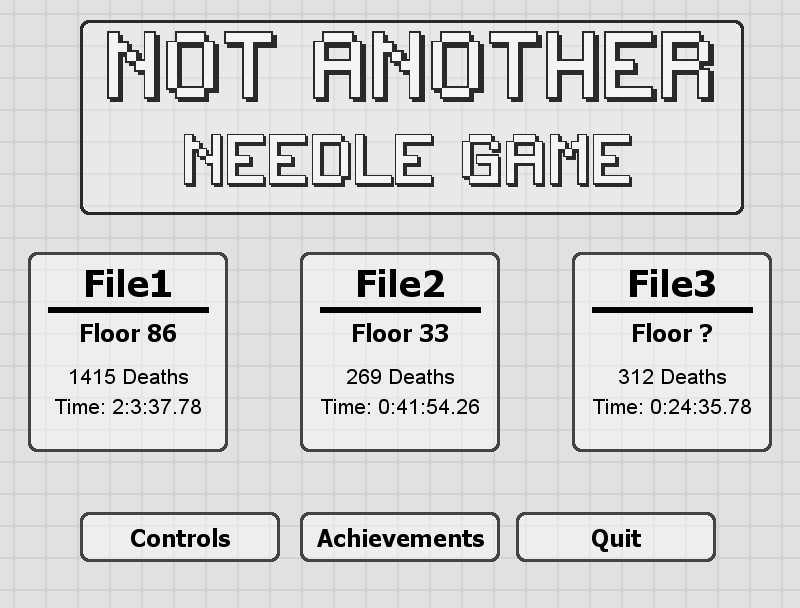 NOT ANOTHER
NEEDLE GAME
File1
Floor 86
1415 Deaths
Time: 2:3:37.78
File2
Floor 33
269 Deaths
Time: 0:41:54.26
File3
Floor ?
312 Deaths
Time: 0:24:35.78
Controls
Achievements
Quit